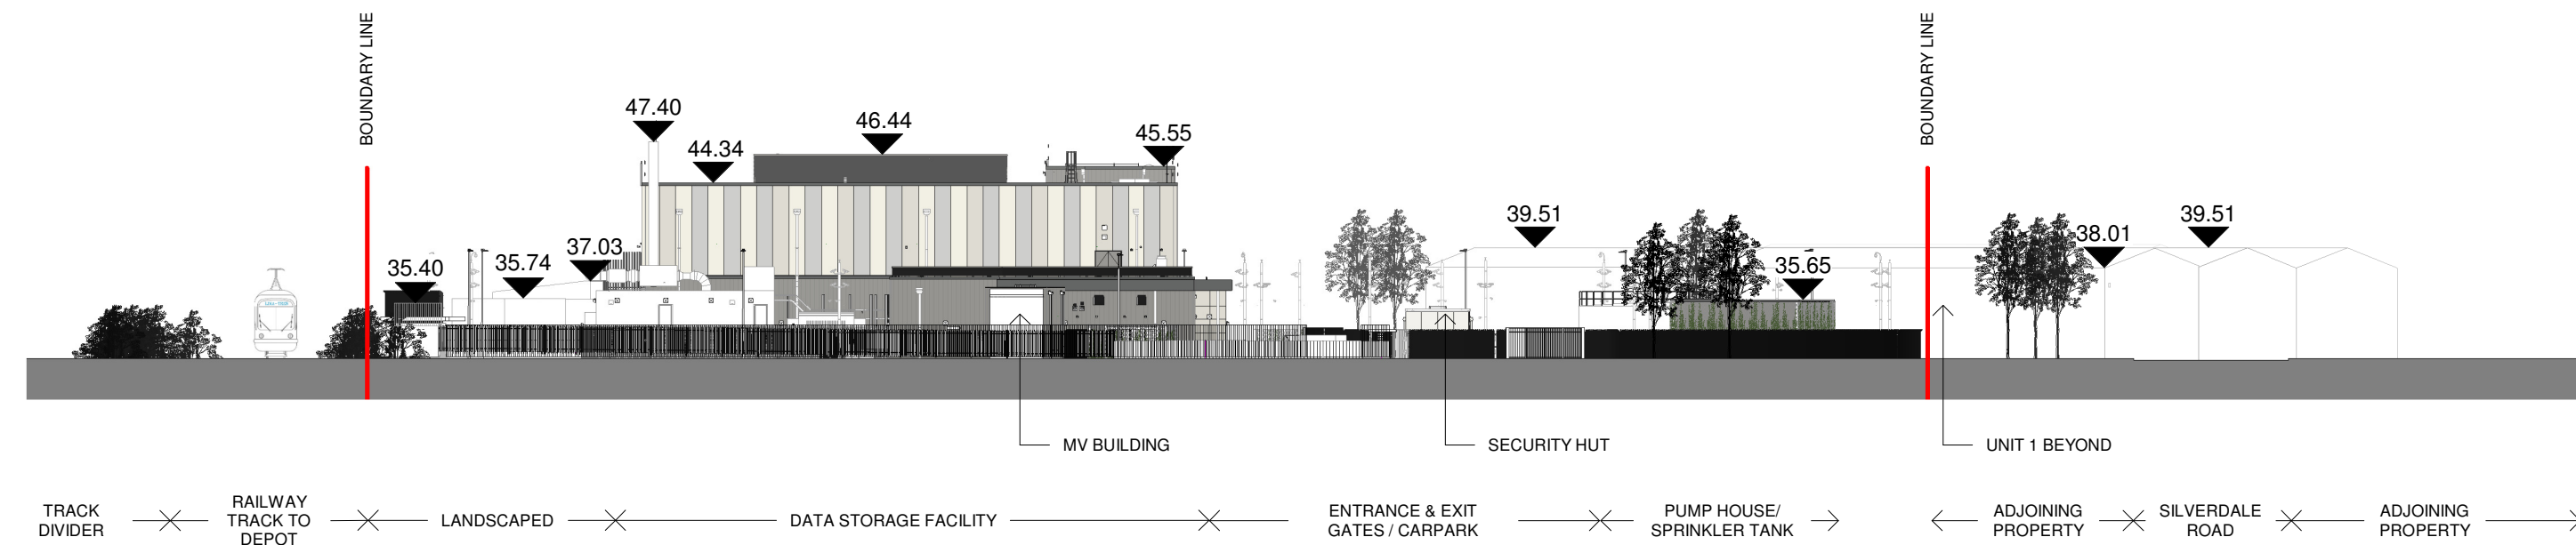 BOUNDARY LINE
BOUNDARY LINE
47.40
46.44
45.55
44.34
39.51
39.51
38.01
37.03
35.74
35.40
35.65
MV BUILDING
SECURITY HUT
UNIT 1 BEYOND
TRACK
DIVIDER
RAILWAY
TRACK TO
DEPOT
LANDSCAPED
DATA STORAGE FACILITY
ENTRANCE & EXIT
GATES / CARPARK
PUMP HOUSE/
SPRINKLER TANK
ADJOINING
PROPERTY
SILVERDALE
ROAD
ADJOINING
PROPERTY